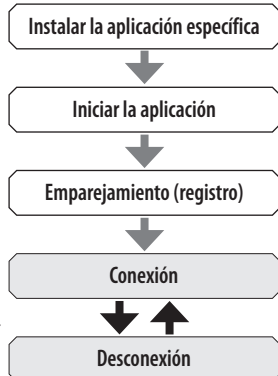 Instalar la aplicación específica
Iniciar la aplicación
Emparejamiento (registro)
Conexión
Desconexión